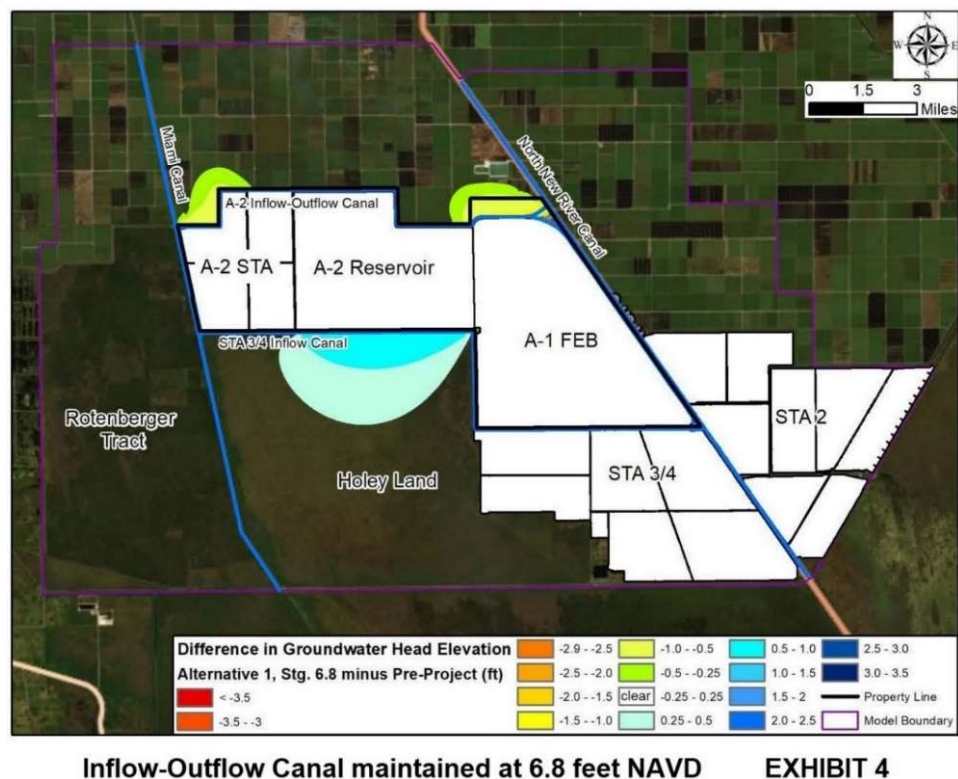 N
W E
S
0 1.5 3
Miles
Miami Canal
North New River Canal
A-2 Inflow-Outflow Canal
A-2 STA
A-2 Reservoir
STA 3/4 Inflow Canal
A-1 FEB
Rotenberger
Tract
STA 2
Holey Land
STA 3/4
Difference in Groundwater Head Elevation
Alternative 1, Stg. 6.8 minus Pre-Project (ft)
< -3.5
-3.5 - -3
-2.9 - -2.5
-2.5 - -2.0
-2.0 - -1.5
-1.5 - -1.0
-1.0 - -0.5
-0.5 - -0.25
clear -0.25 - 0.25
0.25 - 0.5
0.5 - 1.0
1.0 - 1.5
1.5 - 2
2.0 - 2.5
2.5 - 3.0
3.0 - 3.5
Property Line
Model Boundary
Inflow-Outflow Canal maintained at 6.8 feet NAVD EXHIBIT 4